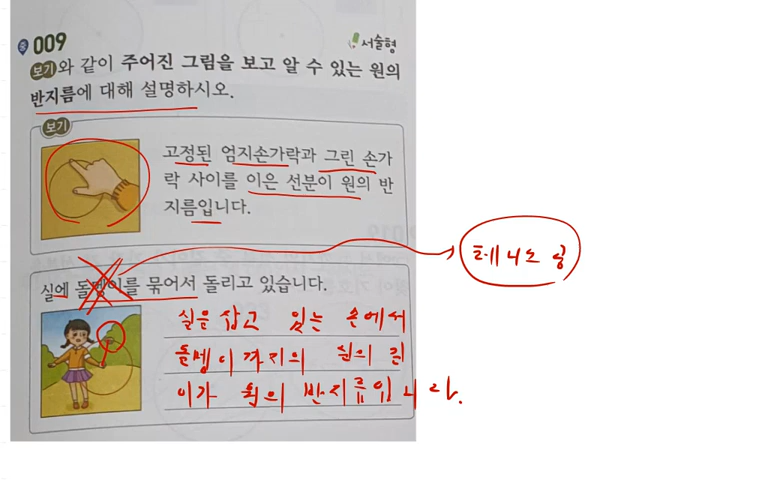 중 009 서술형
보기와 같이 주어진 그림을 보고 알 수 있는 원의
반지름에 대해 설명하시오.
보기
고정된 엄지손가락과 그린 손가
락 사이를 이은 선분이 원의 반
지름입니다.
테니스 공
실에 돌멩이를 묶어서 돌리고 있습니다.
실을 잡고 있는 손에서
돌멩이까지의 실의 길
이가 원의 반지름입니다.